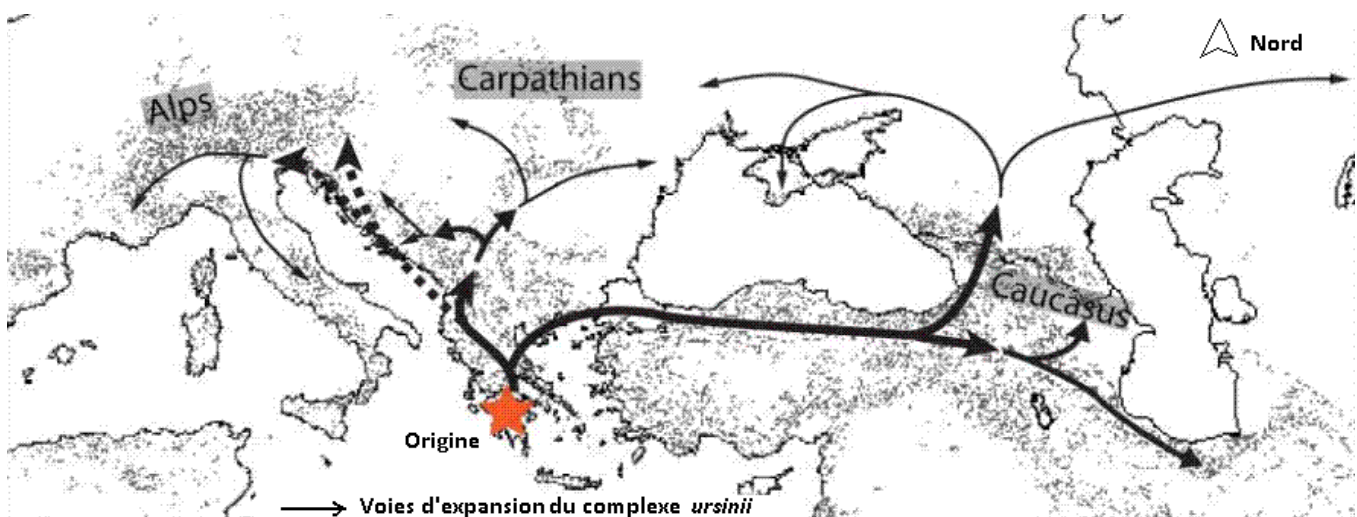 Nord
Carpathians
Alps
Caucasus
Origine
Voies d'expansion du complexe ursinii